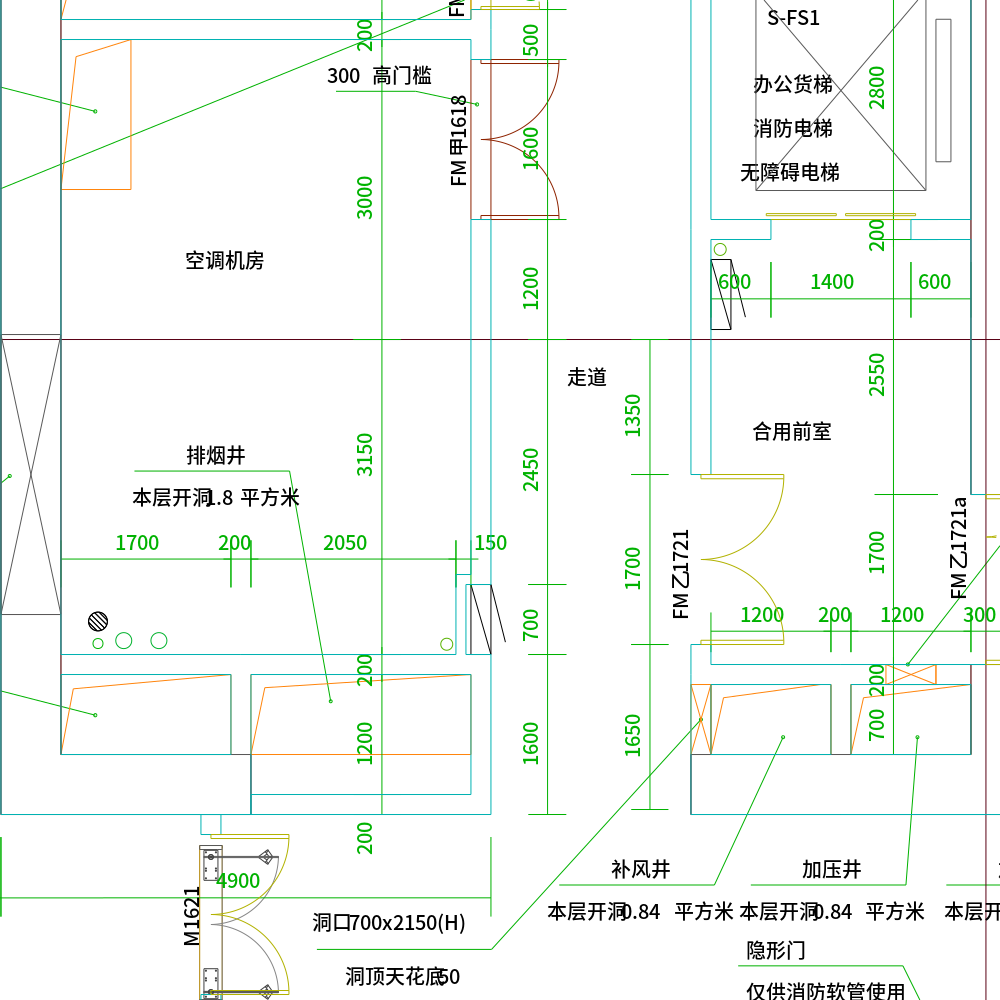 S-FS1
200
500
300 高门槛
FM甲1618
1600
2800
办公货梯
消防电梯
无障碍电梯
3000
200
空调机房
1200
600
1400
600
走道
1350
2550
合用前室
排烟井
3150
2450
本层开洞1.8 平方米
1700
200
2050
150
1700
FM乙1721
1700
FM乙1721a
1200
200
1200
300
700
200
200
1200
1600
1650
700
200
4900
M1621
补风井
加压井
洞口700x2150(H)
本层开洞0.84 平方米
本层开洞0.84 平方米
洞顶天花底50
隐形门
仅供消防软管使用